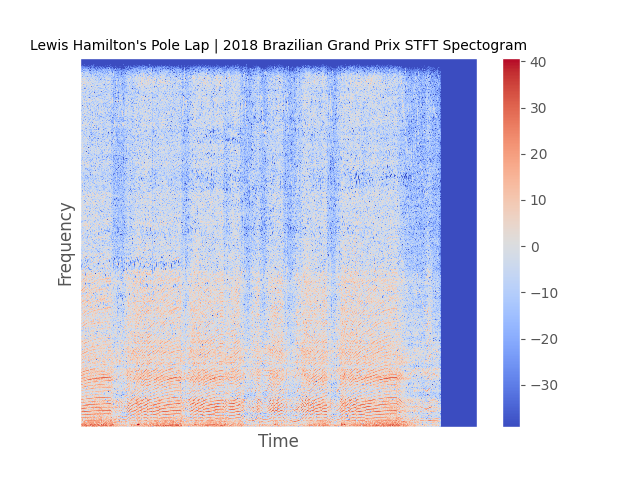 Lewis Hamilton's Pole Lap | 2018 Brazilian Grand Prix STFT Spectogram
Frequency
Time
40
30
20
10
0
−10
−20
−30